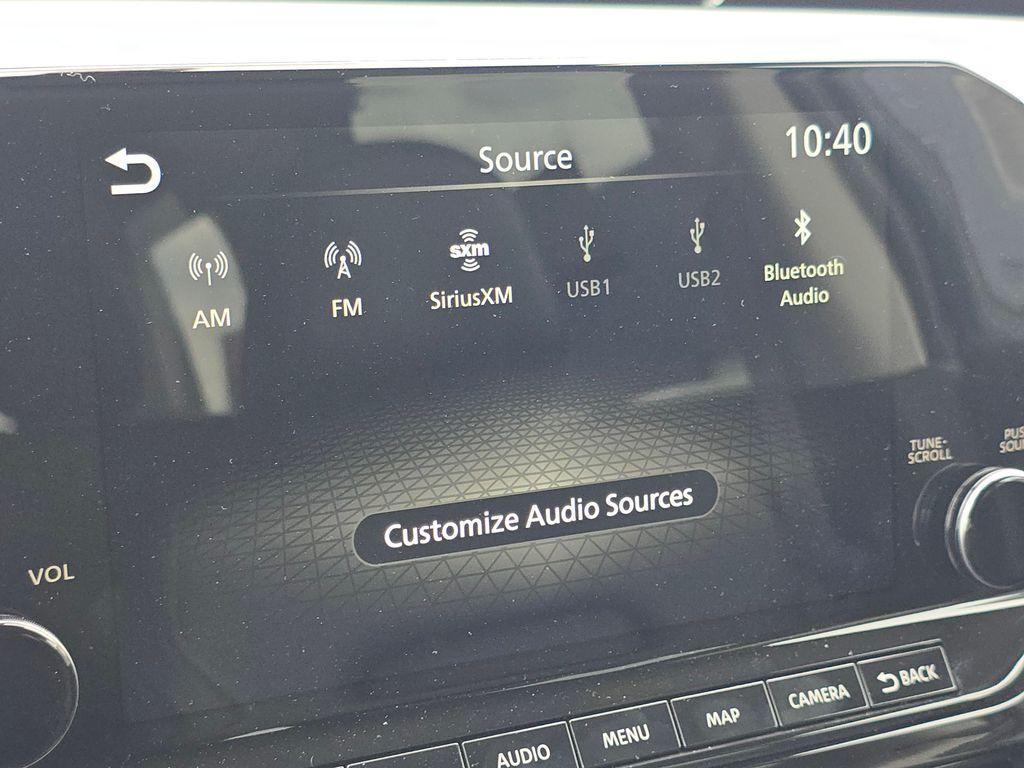 Source
10:40
AM
FM
sxm
SiriusXM
USB1
USB2
Bluetooth
Audio
Customize Audio Sources
TUNE-
SCROLL
VOL
AUDIO
MENU
MAP
CAMERA
BACK